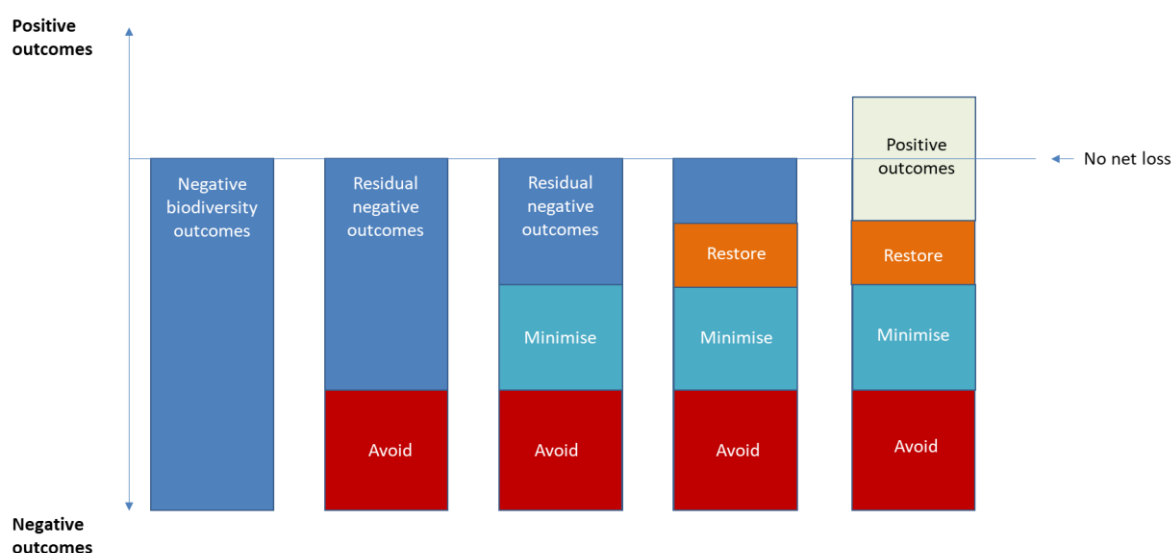 Positive
outcomes
Negative
biodiversity
outcomes
Residual
negative
outcomes
Residual
negative
outcomes
Positive
outcomes
No net loss
Restore
Restore
Minimise
Minimise
Minimise
Avoid
Avoid
Avoid
Avoid
Negative
outcomes